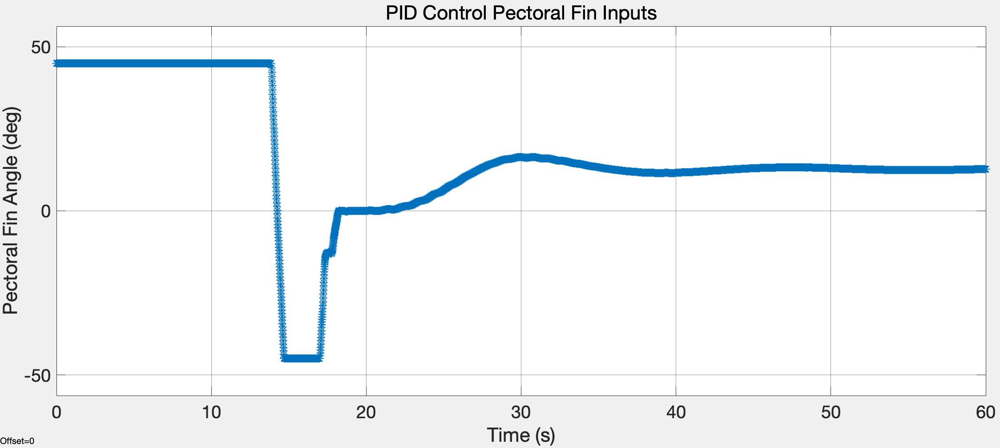 PID Control Pectoral Fin Inputs
Pectoral Fin Angle (deg)
50
0
-50
0 10 20 30 40 50 60
Time (s)
Offset=0